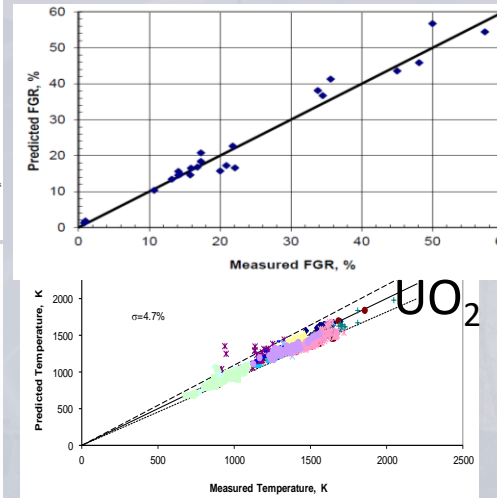 60
50
40
30
20
10
0
Predicted FGR, %
0 10 20 30 40 50 60
Measured FGR, %
UO2
2000
1500
1000
500
0
Predicted Temperature, K
σ=4.7%
0 500 1000 1500 2000 2500
Measured Temperature, K